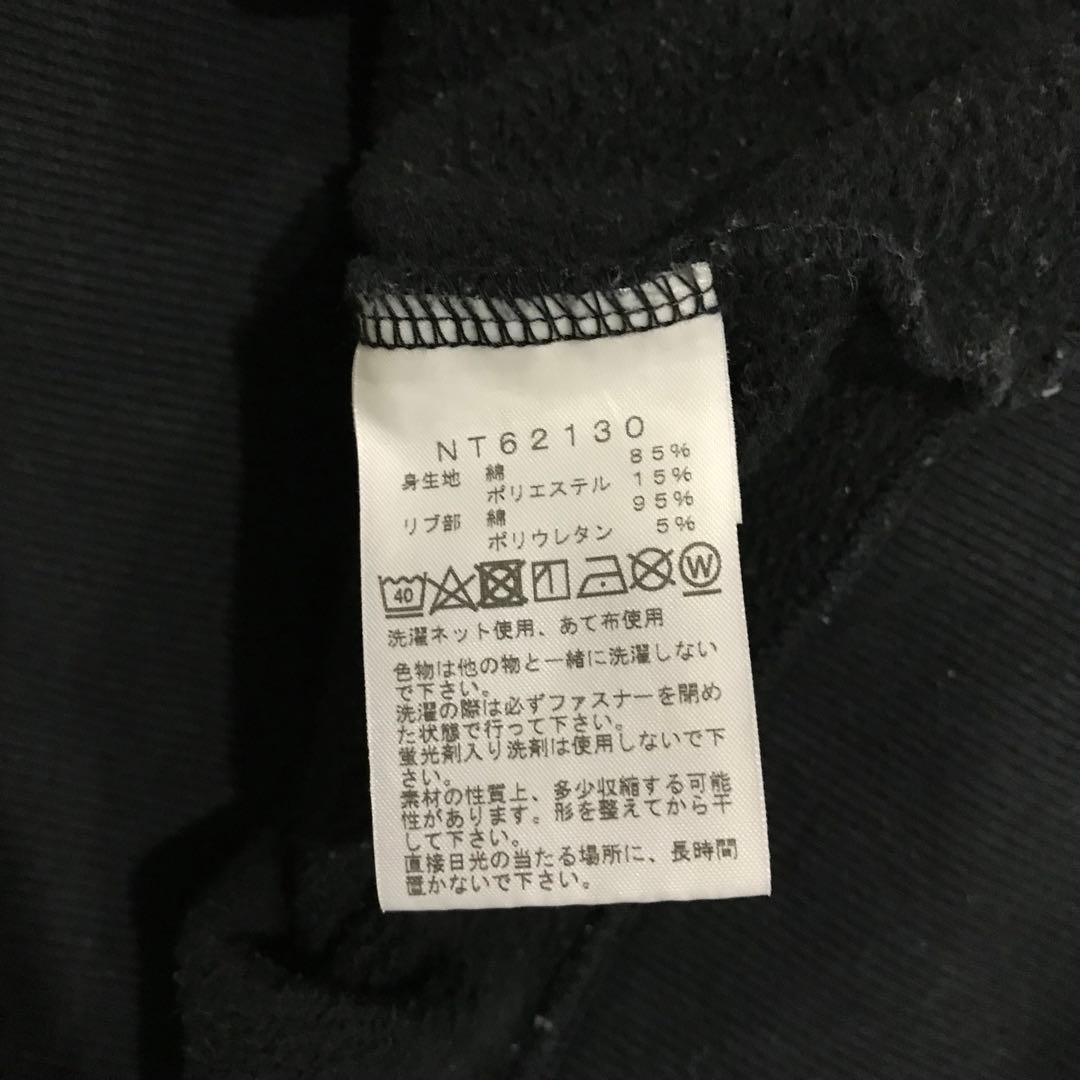 NT62130
身生地 綿 85%
ポリエステル 15%
リブ部 綿 95%
ポリウレタン 5%
40 W
洗濯ネット使用、あて布使用
色物は他の物と一緒に洗濯しない
で下さい。
洗濯の際は必ずファスナーを閉め
た状態で行って下さい。
蛍光剤入り洗剤は使用しないで下
さい。
素材の性質上、多少収縮する可能
性があります。形を整えてから干
して下さい。
直接日光の当たる場所に、長時間
置かないで下さい。